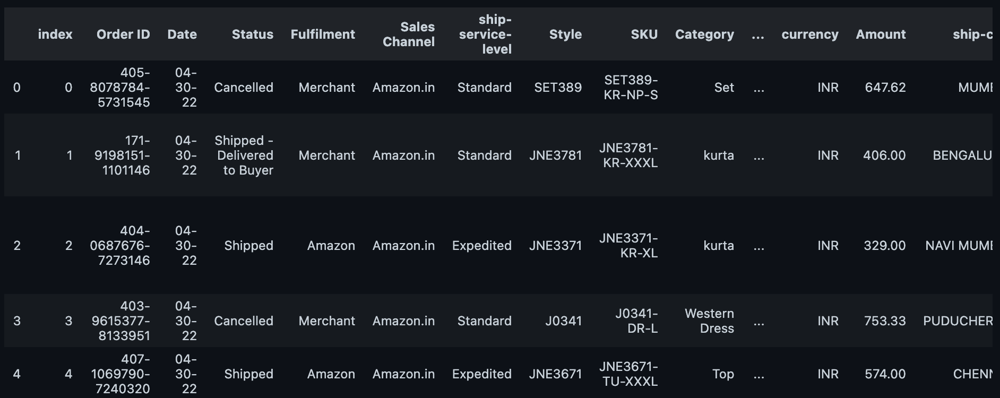 index Order ID Date Status Fulfilment Sales Channel ship-service-level Style SKU Category ... currency Amount ship-c
0 0 405-8078784-5731545 04-30-22 Cancelled Merchant Amazon.in Standard SET389 SET389-KR-NP-S Set ... INR 647.62 MUMB
1 1 171-9198151-1101146 04-30-22 Shipped - Delivered to Buyer Merchant Amazon.in Standard JNE3781 JNE3781-KR-XXXL kurta ... INR 406.00 BENGALU
2 2 404-0687676-7273146 04-30-22 Shipped Amazon Amazon.in Expedited JNE3371 JNE3371-KR-XL kurta ... INR 329.00 NAVI MUMB
3 3 403-9615377-8133951 04-30-22 Cancelled Merchant Amazon.in Standard J0341 J0341-DR-L Western Dress ... INR 753.33 PUDUCHER
4 4 407-1069790-7240320 04-30-22 Shipped Amazon Amazon.in Expedited JNE3671 JNE3671-TU-XXXL Top ... INR 574.00 CHENN